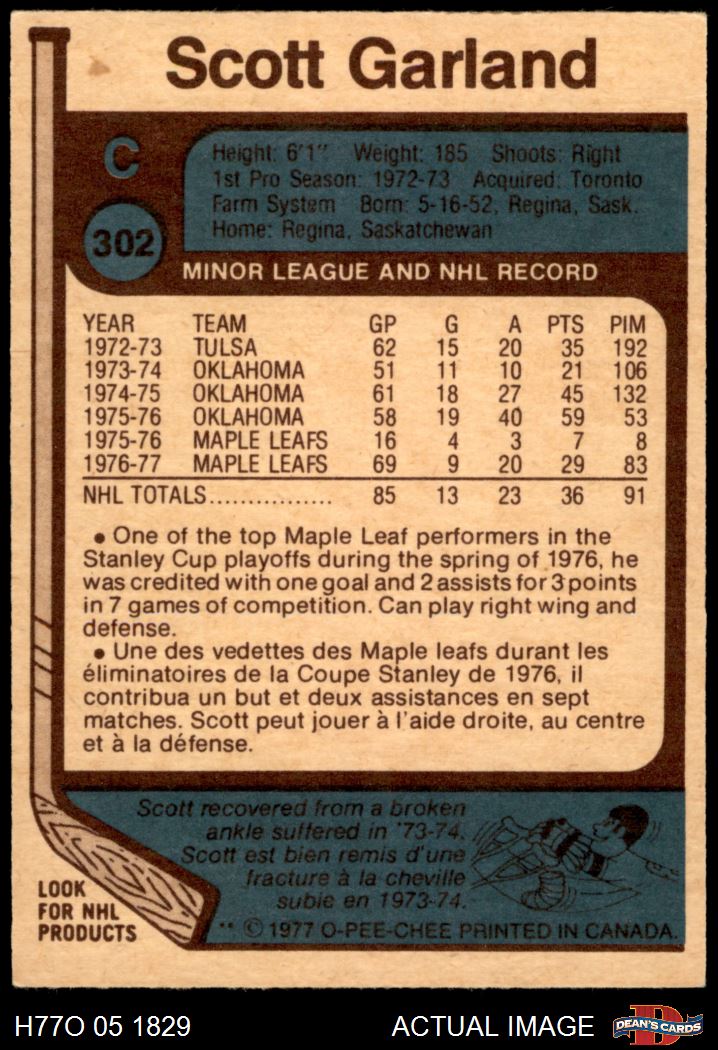 Scott Garland
C
302
Height: 6'1" Weight: 185 Shoots: Right
1st Pro Season: 1972-73 Acquired: Toronto
Farm System Born: 5-16-52, Regina, Sask.
Home: Regina, Saskatchewan
MINOR LEAGUE AND NHL RECORD
YEAR TEAM GP G A PTS PIM
1972-73 TULSA 62 15 20 35 192
1973-74 OKLAHOMA 51 11 10 21 106
1974-75 OKLAHOMA 61 18 27 45 132
1975-76 OKLAHOMA 58 19 40 59 53
1975-76 MAPLE LEAFS 16 4 3 7 8
1976-77 MAPLE LEAFS 69 9 20 29 83
NHL TOTALS................ 85 13 23 36 91
• One of the top Maple Leaf performers in the
Stanley Cup playoffs during the spring of 1976, he
was credited with one goal and 2 assists for 3 points
in 7 games of competition. Can play right wing and
defense.
• Une des vedettes des Maple leafs durant les
éliminatoires de la Coupe Stanley de 1976, il
contribua un but et deux assistances en sept
matches. Scott peut jouer à l'aide droite, au centre
et à la défense.
Scott recovered from a broken
ankle suffered in '73-74.
Scott est bien remis d'une
fracture à la cheville
subie en 1973-74.
LOOK
FOR NHL
PRODUCTS
** © 1977 O-PEE-CHEE PRINTED IN CANADA.
H77O 05 1829
ACTUAL IMAGE
D
DEAN'S CARDS